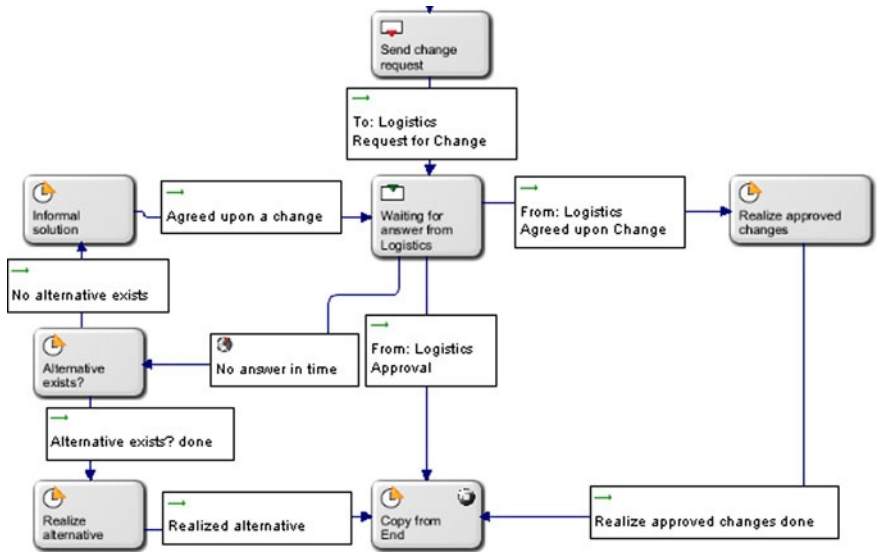 Send change
request
To: Logistics
Request for Change
Informal
solution
Agreed upon a change
Waiting for
answer from
Logistics
From: Logistics
Agreed upon Change
Realize approved
changes
No alternative exists
Alternative
exists?
No answer in time
From: Logistics
Approval
Alternative exists? done
Realize
alternative
Realized alternative
Copy from
End
Realize approved changes done